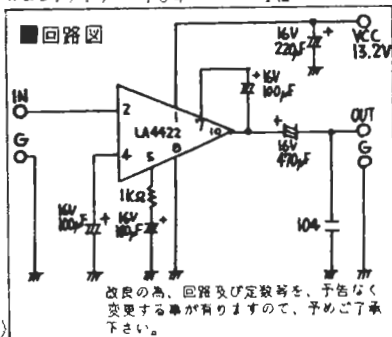 ■回路図
16V
220μF
VCC
13.2V
16V
100μF
IN
1
2
LA4422
10
OUT
4
5
8
16V
470μF
G
G
1KΩ
16V
100μF
16V
104
改良の為、回路及び定数等を、予告なく
変更する事が有りますので、予めご了承
下さい。